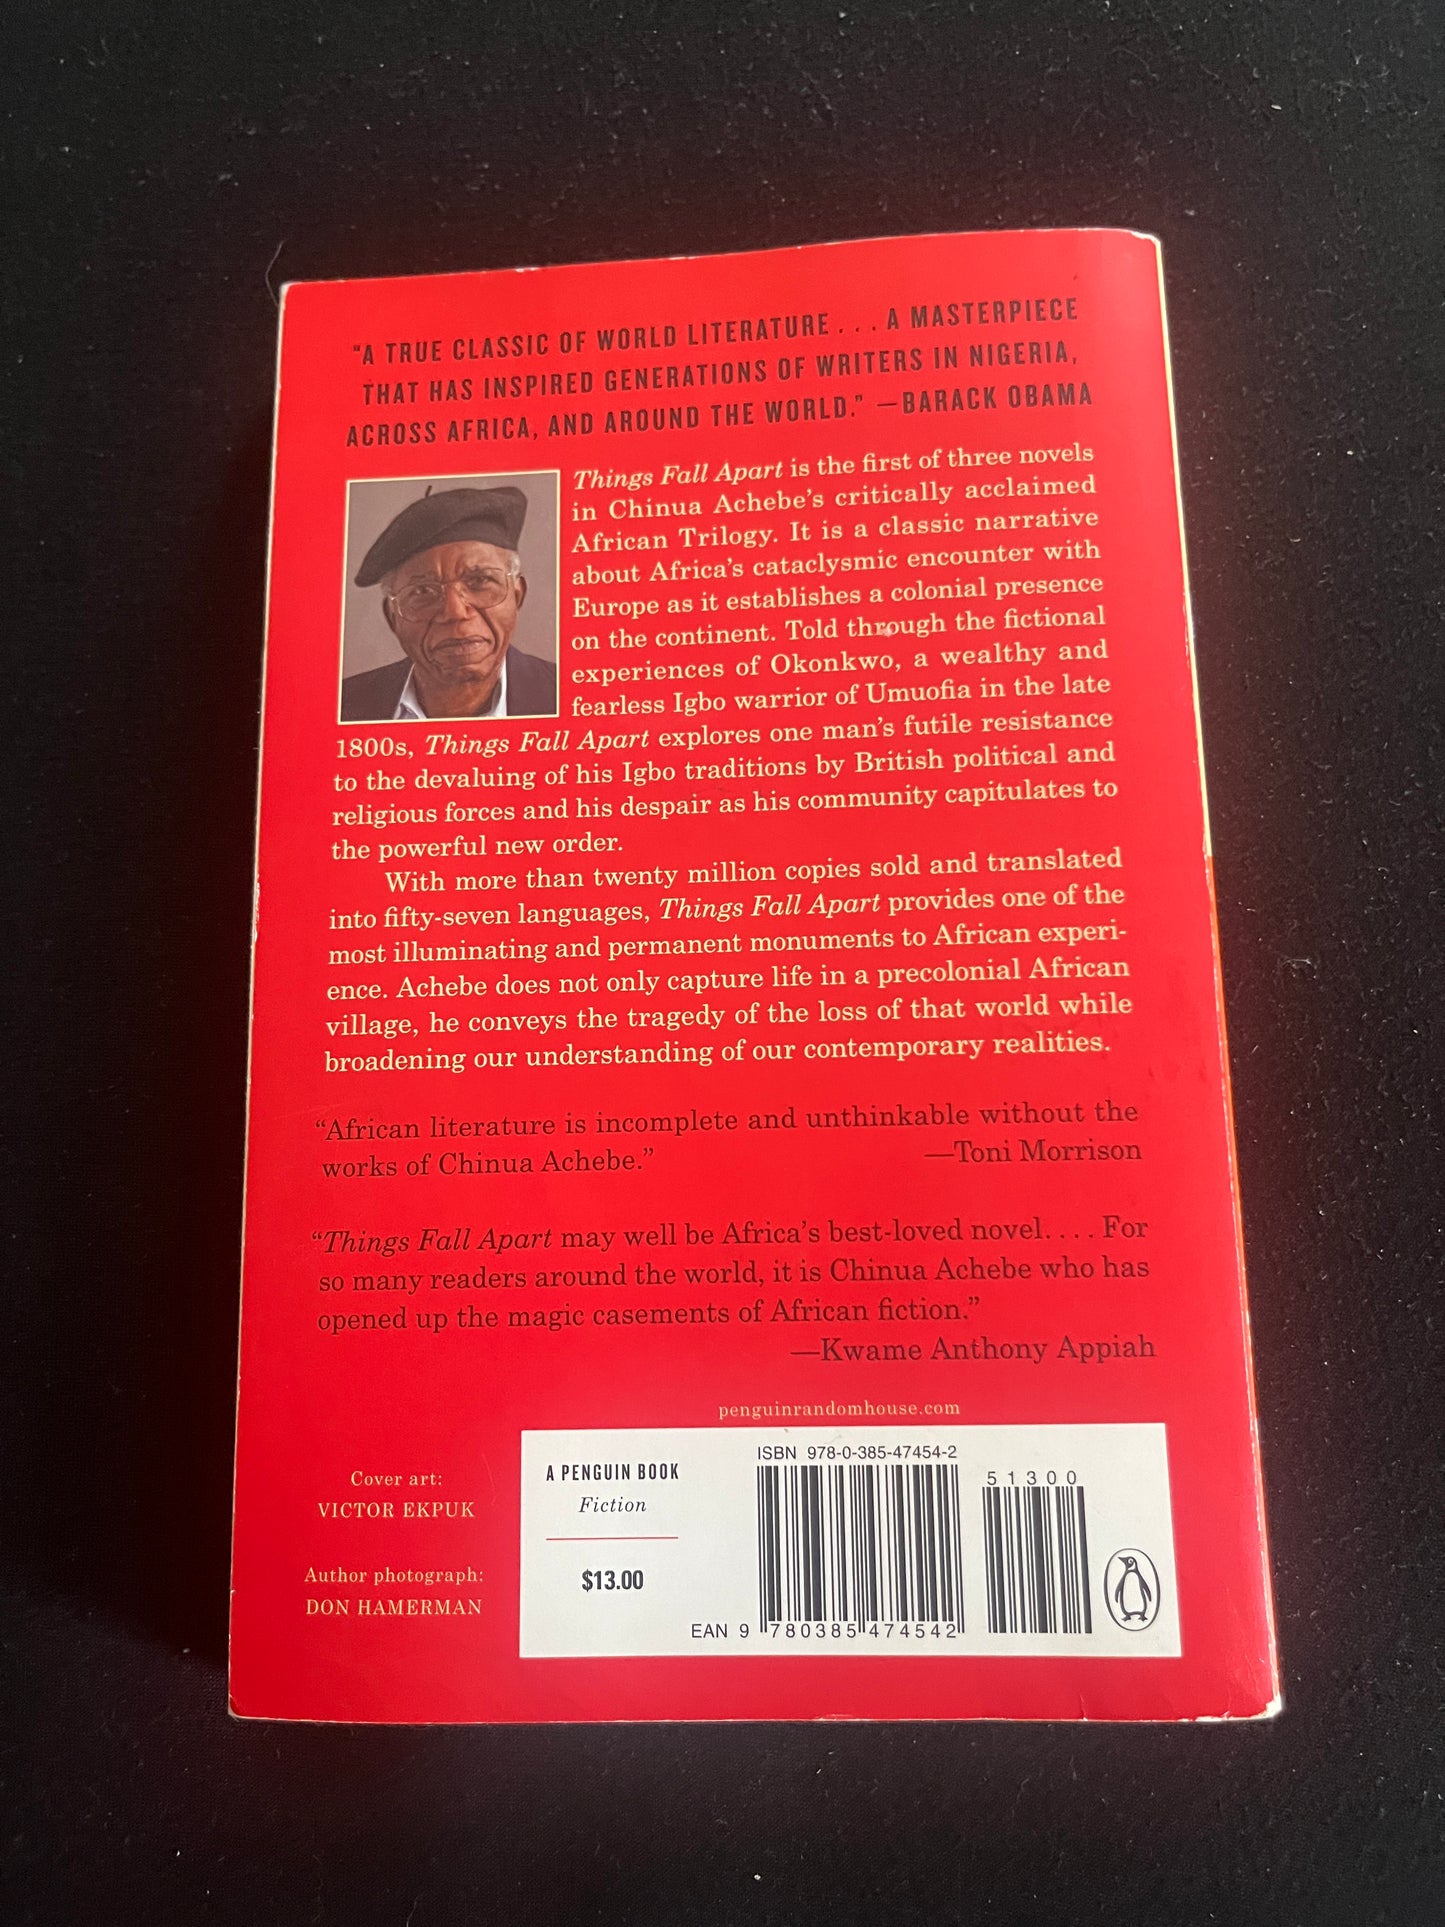 "A TRUE CLASSIC OF WORLD LITERATURE . . . A MASTERPIECE
THAT HAS INSPIRED GENERATIONS OF WRITERS IN NIGERIA,
ACROSS AFRICA, AND AROUND THE WORLD." —BARACK OBAMA
Things Fall Apart is the first of three novels
in Chinua Achebe's critically acclaimed
African Trilogy. It is a classic narrative
about Africa's cataclysmic encounter with
Europe as it establishes a colonial presence
on the continent. Told through the fictional
experiences of Okonkwo, a wealthy and
fearless Igbo warrior of Umuofia in the late
1800s, Things Fall Apart explores one man's futile resistance
to the devaluing of his Igbo traditions by British political and
religious forces and his despair as his community capitulates to
the powerful new order.
With more than twenty million copies sold and translated
into fifty-seven languages, Things Fall Apart provides one of the
most illuminating and permanent monuments to African experi-
ence. Achebe does not only capture life in a precolonial African
village, he conveys the tragedy of the loss of that world while
broadening our understanding of our contemporary realities.
"African literature is incomplete and unthinkable without the
works of Chinua Achebe." —Toni Morrison
"Things Fall Apart may well be Africa's best-loved novel. . . . For
so many readers around the world, it is Chinua Achebe who has
opened up the magic casements of African fiction."
—Kwame Anthony Appiah
penguinrandomhouse.com
Cover art:
VICTOR EKPUK
Author photograph:
DON HAMERMAN
A PENGUIN BOOK
Fiction
$13.00
ISBN 978-0-385-47454-2
51300
EAN 9 780385 474542